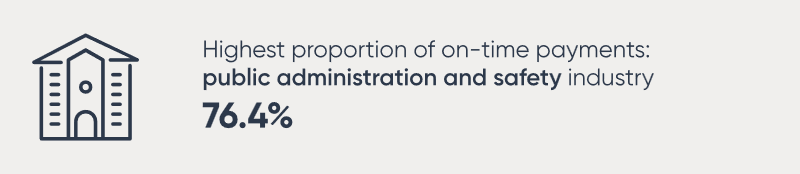 Highest proportion of on-time payments:
public administration and safety industry
76.4%